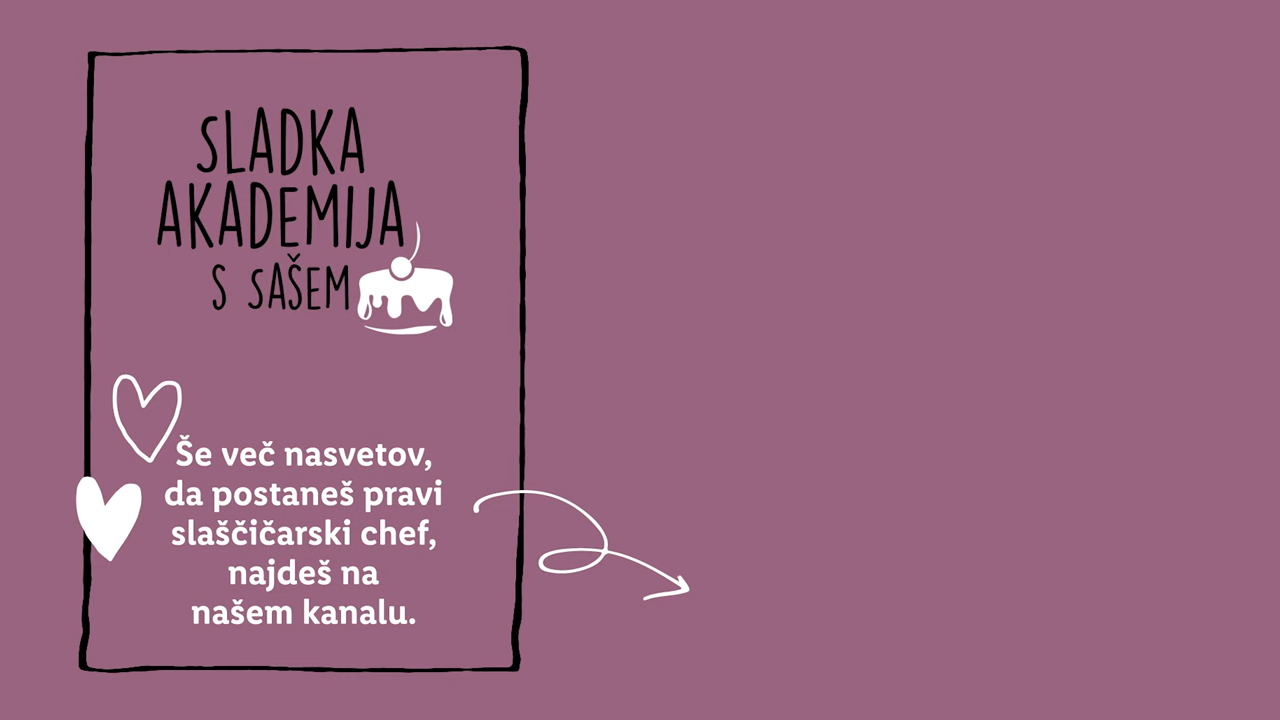 SLADKA
AKADEMIJA
S SAŠEM
Še več nasvetov,
da postaneš pravi
slaščičarski chef,
najdeš na
našem kanalu.